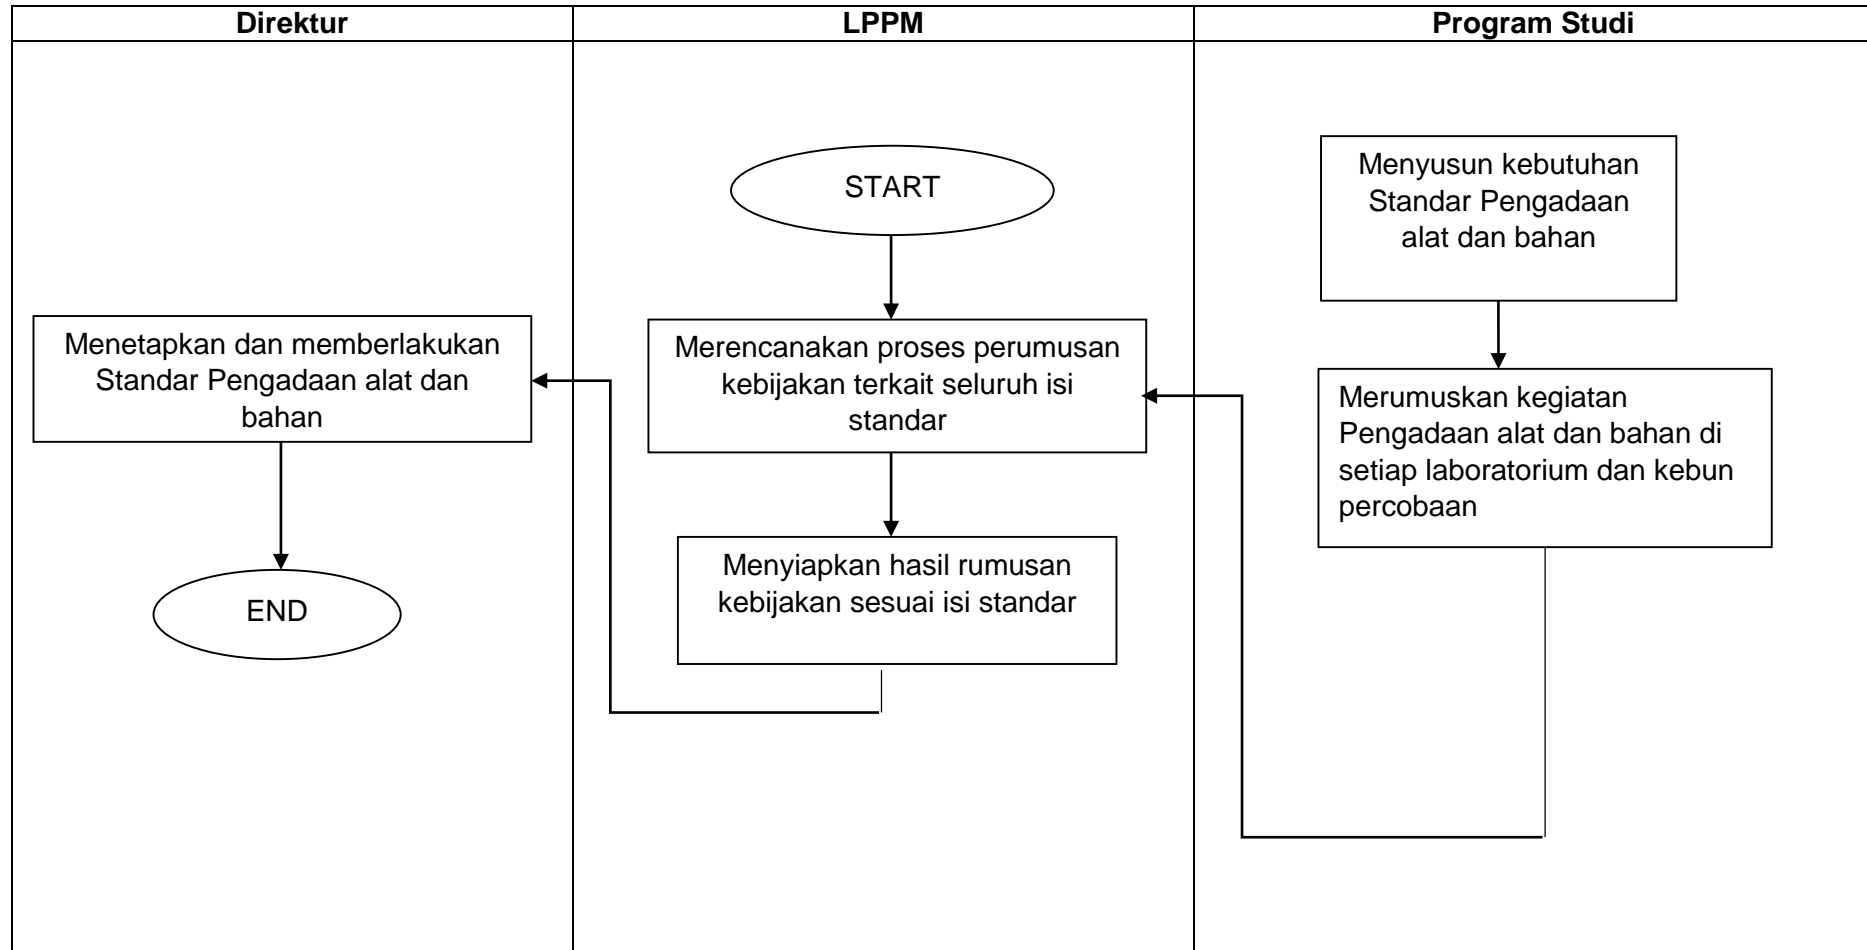 Direktur
LPPM
Program Studi
START
Menyusun kebutuhan
Standar Pengadaan
alat dan bahan
Menetapkan dan memberlakukan
Standar Pengadaan alat dan
bahan
Merencanakan proses perumusan
kebijakan terkait seluruh isi
standar
Merumuskan kegiatan
Pengadaan alat dan bahan di
setiap laboratorium dan kebun
percobaan
Menyiapkan hasil rumusan
kebijakan sesuai isi standar
END